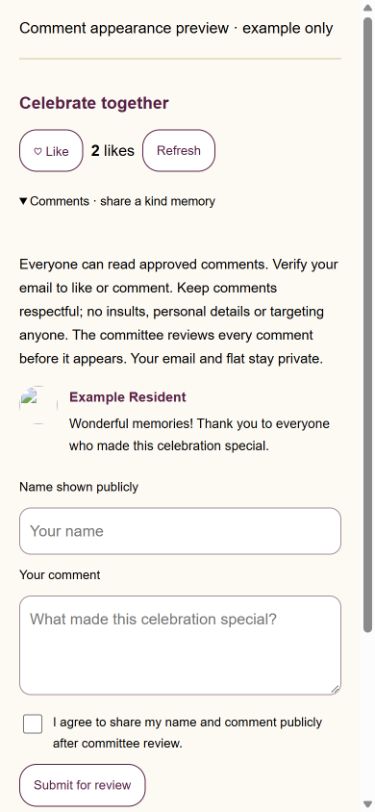 Comment appearance preview · example only
Celebrate together
♡ Like
2 likes
Refresh
▼ Comments · share a kind memory
Everyone can read approved comments. Verify your
email to like or comment. Keep comments
respectful; no insults, personal details or targeting
anyone. The committee reviews every comment
before it appears. Your email and flat stay private.
Example Resident
Wonderful memories! Thank you to everyone
who made this celebration special.
Name shown publicly
Your name
Your comment
What made this celebration special?
I agree to share my name and comment publicly
after committee review.
Submit for review